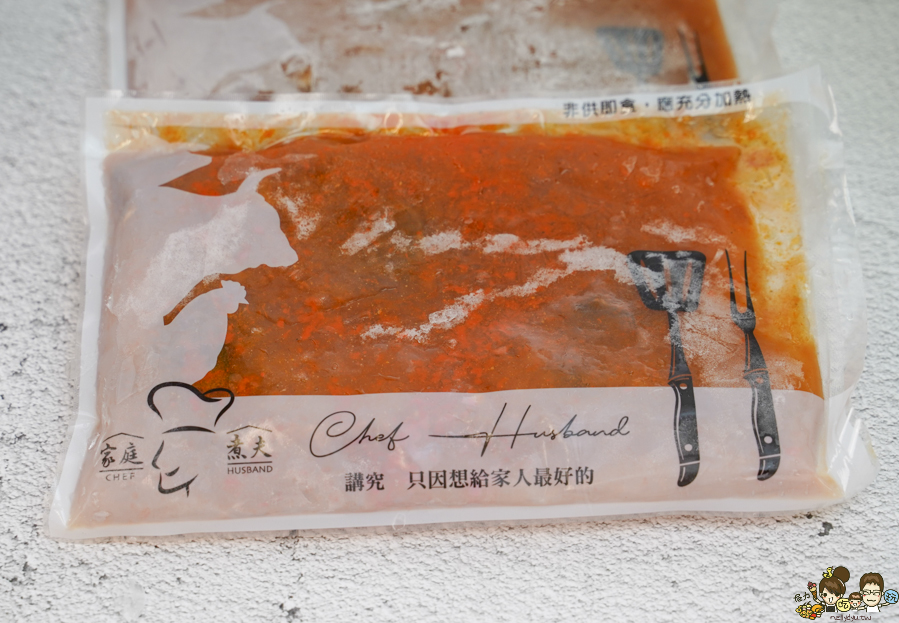 非供即食，應充分加熱
家庭
CHEF
煮夫
HUSBAND
Chef Husband
講究 只因想給家人最好的